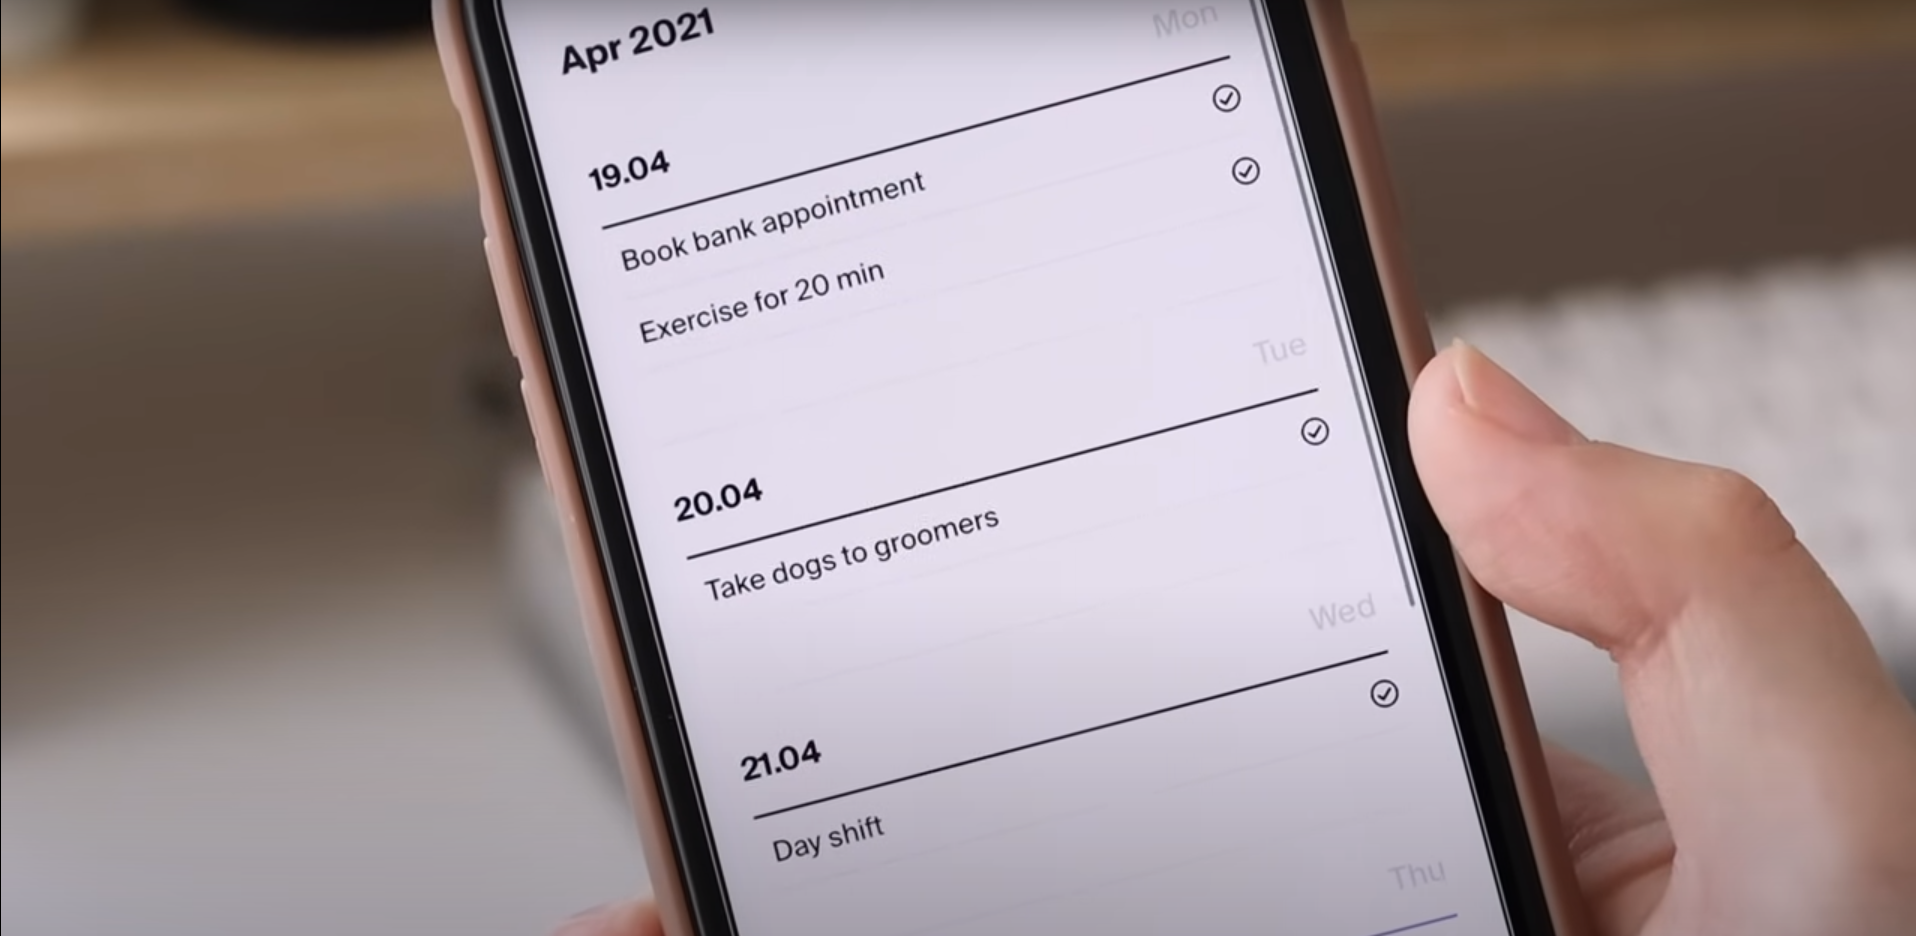 Apr 2021
Mon
19.04
Book bank appointment
Exercise for 20 min
Tue
20.04
Take dogs to groomers
Wed
21.04
Day shift
Thu